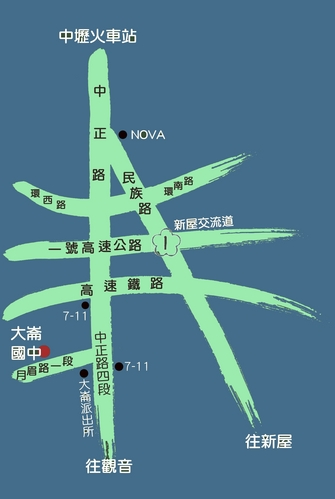 中壢火車站
中正路
NOVA
民族路
環南路
環西路
新屋交流道
一號高速公路
1
高速鐵路
7-11
大崙
國中
中正路四段
7-11
月眉路一段
大崙派出所
往新屋
往觀音